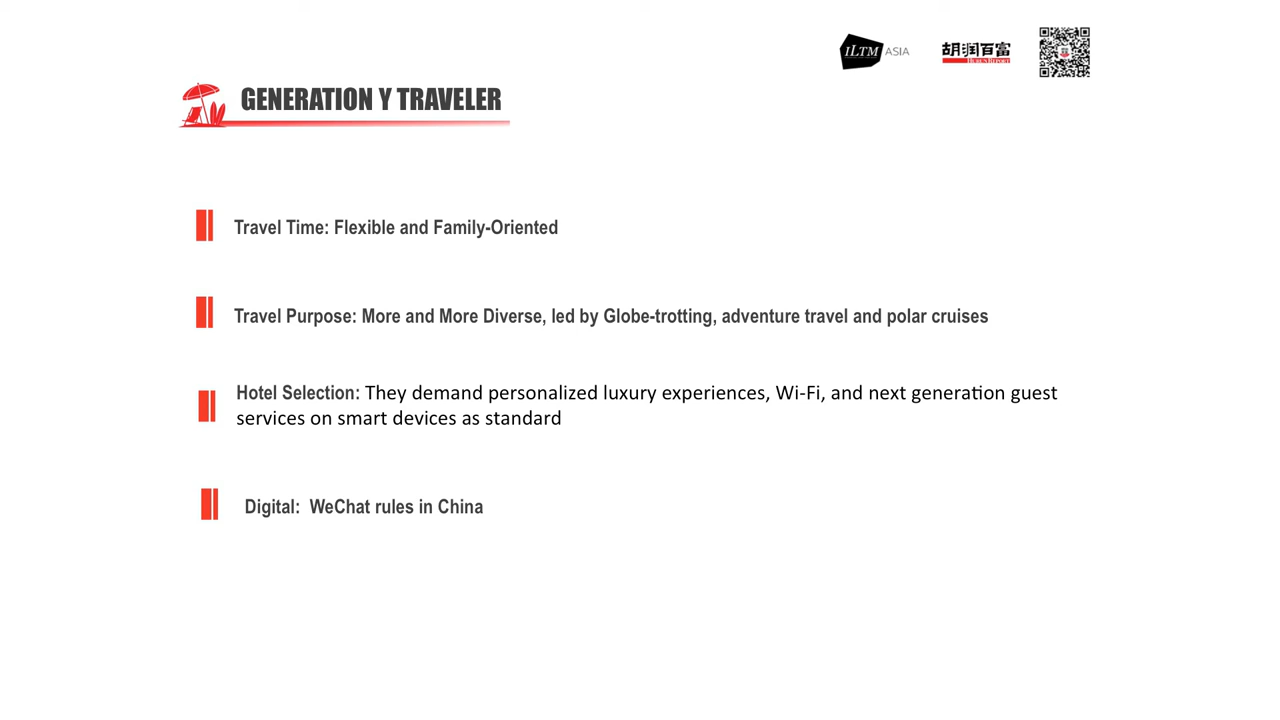 ILTM ASIA
胡润百富
HURUN REPORT
GENERATION Y TRAVELER
Travel Time: Flexible and Family-Oriented
Travel Purpose: More and More Diverse, led by Globe-trotting, adventure travel and polar cruises
Hotel Selection: They demand personalized luxury experiences, Wi-Fi, and next generation guest
services on smart devices as standard
Digital:  WeChat rules in China